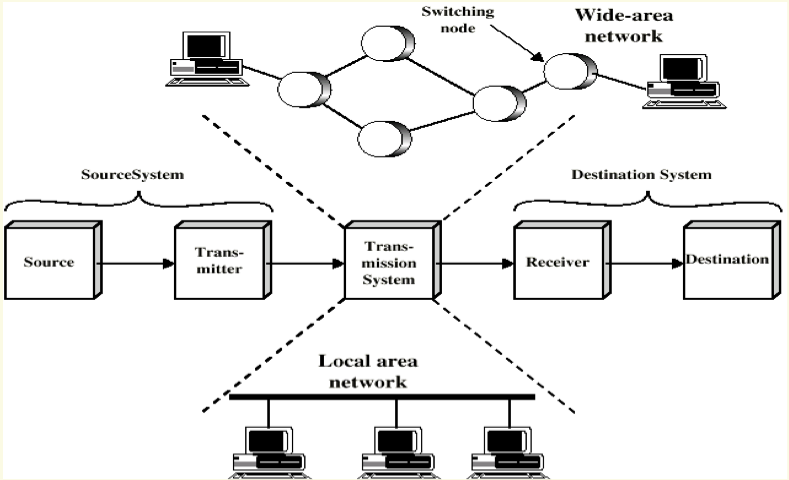 Switching
node
Wide-area
network
SourceSystem
Destination System
Source
Trans-
mitter
Trans-
mission
System
Receiver
Destination
Local area
network